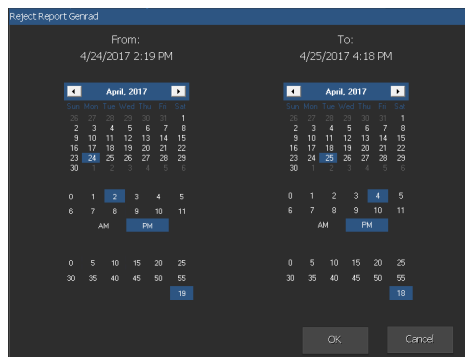 Reject Report Genrad
From:
4/24/2017 2:19 PM
April, 2017
Sun Mon Tue Wed Thu Fri Sat
26 27 28 29 30 31 1
2 3 4 5 6 7 8
9 10 11 12 13 14 15
16 17 18 19 20 21 22
23 24 25 26 27 28 29
30 1 2 3 4 5 6
0 1 2 3 4 5
6 7 8 9 10 11
AM PM
0 5 10 15 20 25
30 35 40 45 50 55
19
To:
4/25/2017 4:18 PM
April, 2017
Sun Mon Tue Wed Thu Fri Sat
26 27 28 29 30 31 1
2 3 4 5 6 7 8
9 10 11 12 13 14 15
16 17 18 19 20 21 22
23 24 25 26 27 28 29
30 1 2 3 4 5 6
0 1 2 3 4 5
6 7 8 9 10 11
AM PM
0 5 10 15 20 25
30 35 40 45 50 55
18
OK Cancel